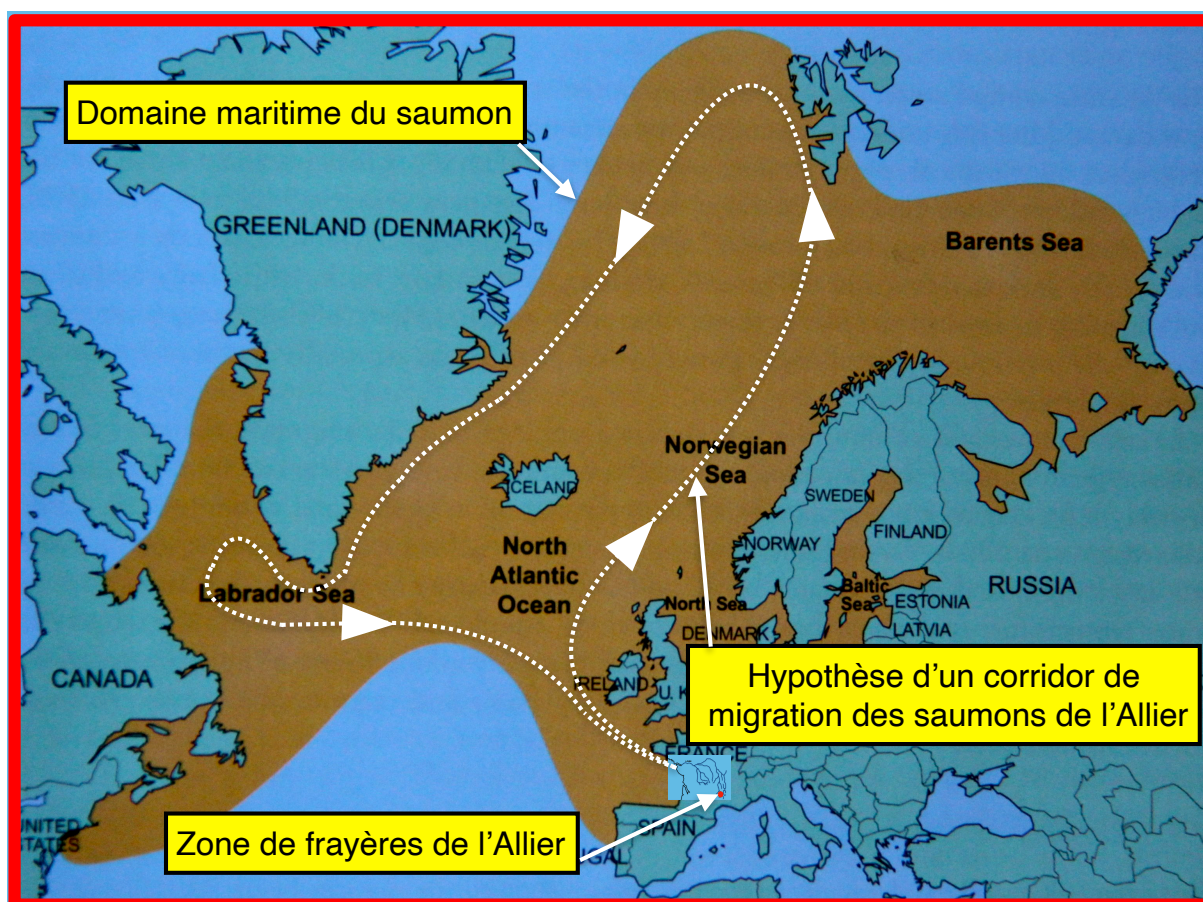 Domaine maritime du saumon
GREENLAND (DENMARK)
Barents Sea
Norwegian
Sea
ICELAND
SWEDEN
FINLAND
NORWAY
North
Atlantic
Ocean
Labrador Sea
North Sea
Baltic
Sea
RUSSIA
ESTONIA
DENMARK
LATVIA
CANADA
IRELAND
U. K
Hypothèse d’un corridor de
migration des saumons de l’Allier
FRANCE
UNITED
STATES
SPAIN
Zone de frayères de l’Allier
GAL